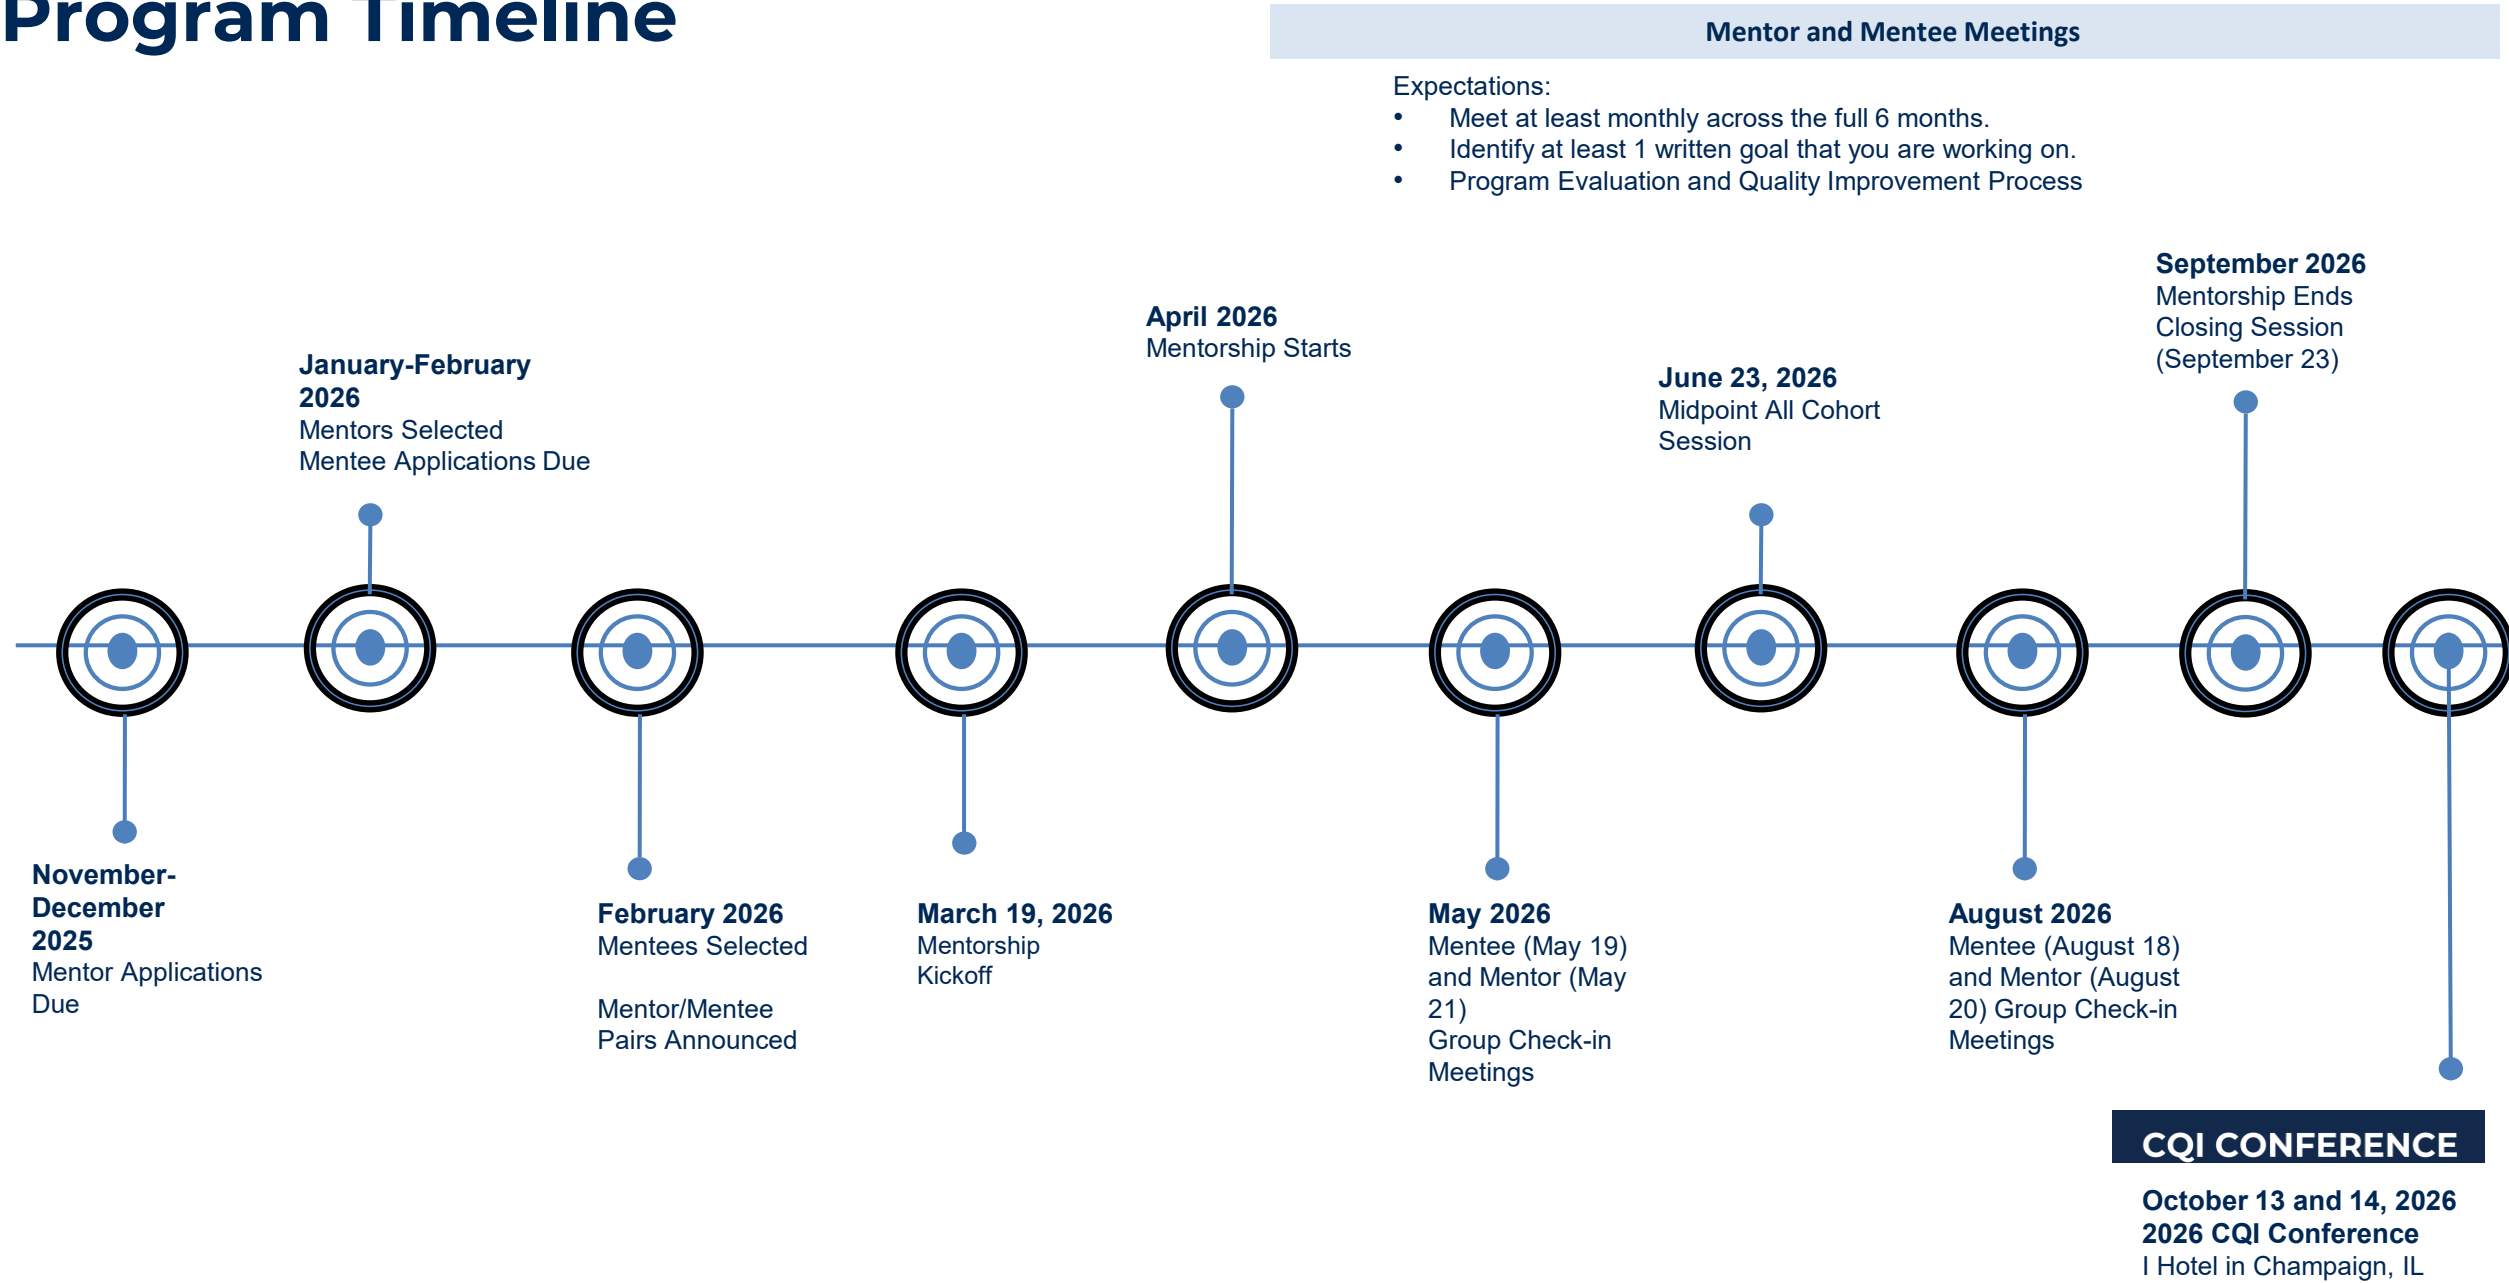 Program Timeline
Mentor and Mentee Meetings
Expectations:
• Meet at least monthly across the full 6 months.
• Identify at least 1 written goal that you are working on.
• Program Evaluation and Quality Improvement Process
November-
December
2025
Mentor Applications
Due
January-February
2026
Mentors Selected
Mentee Applications Due
February 2026
Mentees Selected
Mentor/Mentee
Pairs Announced
March 19, 2026
Mentorship
Kickoff
April 2026
Mentorship Starts
May 2026
Mentee (May 19)
and Mentor (May
21)
Group Check-in
Meetings
June 23, 2026
Midpoint All Cohort
Session
August 2026
Mentee (August 18)
and Mentor (August
20) Group Check-in
Meetings
September 2026
Mentorship Ends
Closing Session
(September 23)
CQI CONFERENCE
October 13 and 14, 2026
2026 CQI Conference
I Hotel in Champaign, IL